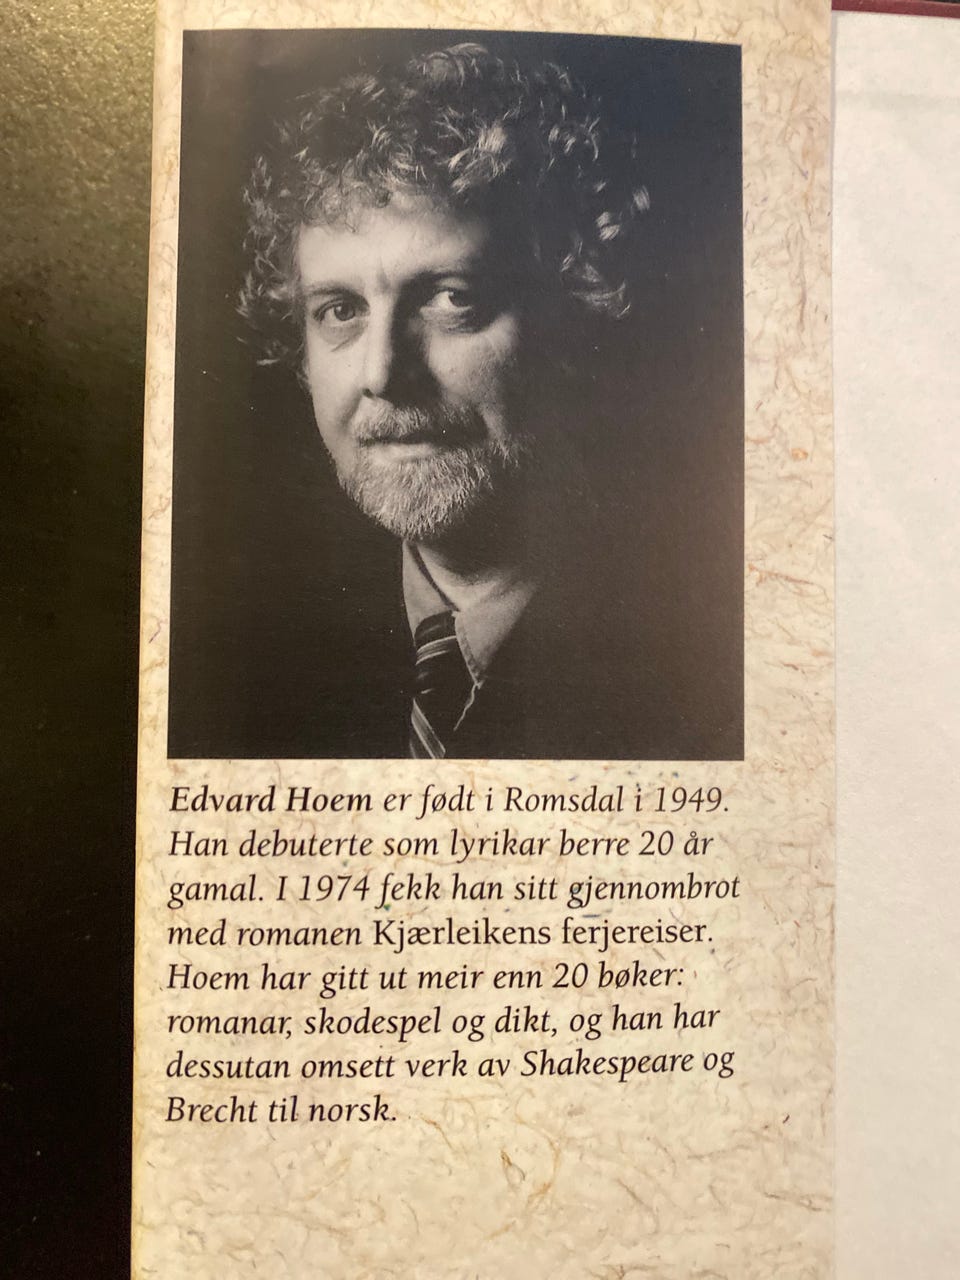 Edvard Hoem er født i Romsdal i 1949.
Han debuterte som lyrikar berre 20 år
gamal. I 1974 fekk han sitt gjennombrot
med romanen Kjærleikens ferjereiser.
Hoem har gitt ut meir enn 20 bøker:
romanar, skodespel og dikt, og han har
dessutan omsett verk av Shakespeare og
Brecht til norsk.